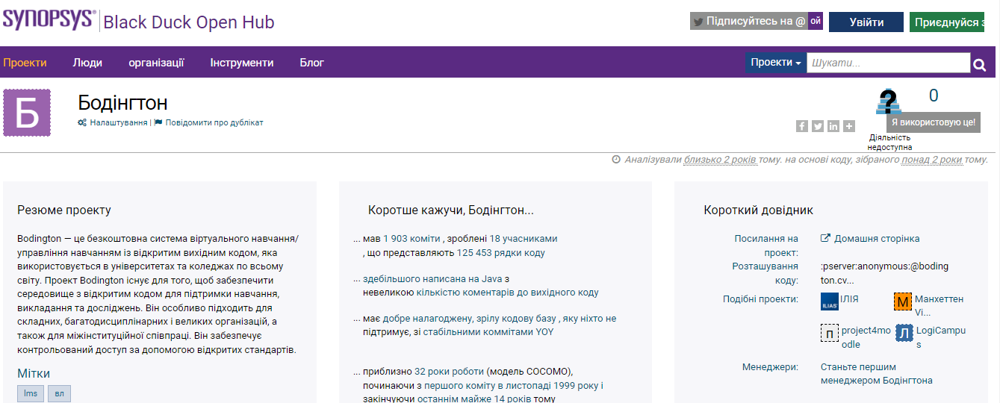 SYNOPSYS® Black Duck Open Hub
Підписуйтесь на @ ой
Увійти
Приєднуйся з
Проекти Люди організації Інструменти Блог
Проекти Шукати...
Б
Бодінгтон
Налаштування | Повідомити про дублікат
0
Я використовую це!
Діяльність
недоступна
Аналізували близько 2 років тому. на основі коду, зібраного понад 2 роки тому.
Резюме проекту
Bodington — це безкоштовна система віртуального навчання/
управління навчанням із відкритим вихідним кодом, яка
використовується в університетах та коледжах по всьому
світу. Проект Bodington існує для того, щоб забезпечити
середовище з відкритим кодом для підтримки навчання,
викладання та досліджень. Він особливо підходить для
складних, багатодисциплінарних і великих організацій, а
також для міжінституційної співпраці. Він забезпечує
контрольований доступ за допомогою відкритих стандартів.
Мітки
lms вл
Коротше кажучи, Бодінгтон...
... мав 1 903 коміти , зроблені 18 учасниками
, що представляють 125 453 рядки коду
... здебільшого написана на Java з
невеликою кількістю коментарів до вихідного коду
... має добре налагоджену, зрілу кодову базу , яку ніхто не
підтримує, зі стабільними коммітами YOY
... приблизно 32 роки роботи (модель COCOMO),
починаючи з першого коміту в листопаді 1999 року і
закінчуючи останнім майже 14 років тому
Короткий довідник
Посилання на
проект:
Домашня сторінка
Розташування
коду:
:pserver:anonymous:@boding
ton.cv...
Подібні проекти:
ILIAS ІЛІЯ
М Манхеттен
Vi...
п project4mo
odle
Л LogiCampu
s
Менеджери:
Станьте першим
менеджером Бодінгтона